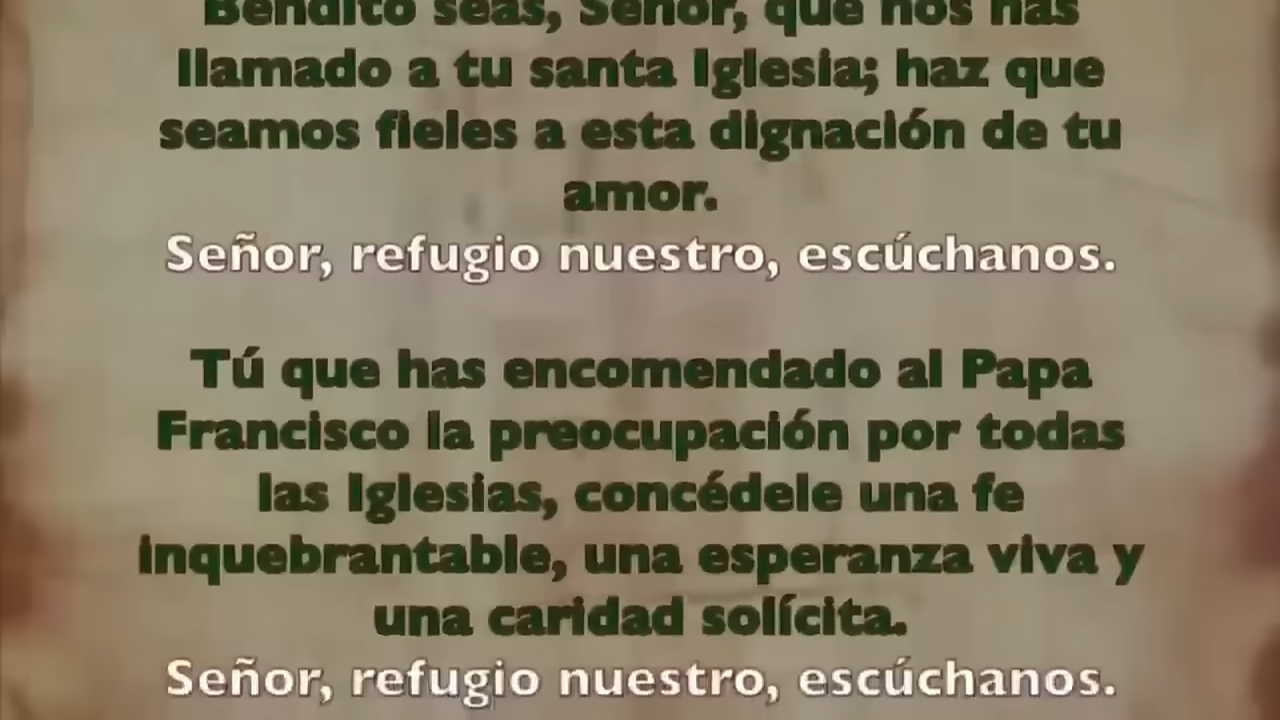 Bendito seas, Señor, que nos has
llamado a tu santa Iglesia; haz que
seamos fieles a esta dignación de tu
amor.
Señor, refugio nuestro, escúchanos.
Tú que has encomendado al Papa
Francisco la preocupación por todas
las Iglesias, concédele una fe
inquebrantable, una esperanza viva y
una caridad solícita.
Señor, refugio nuestro, escúchanos.